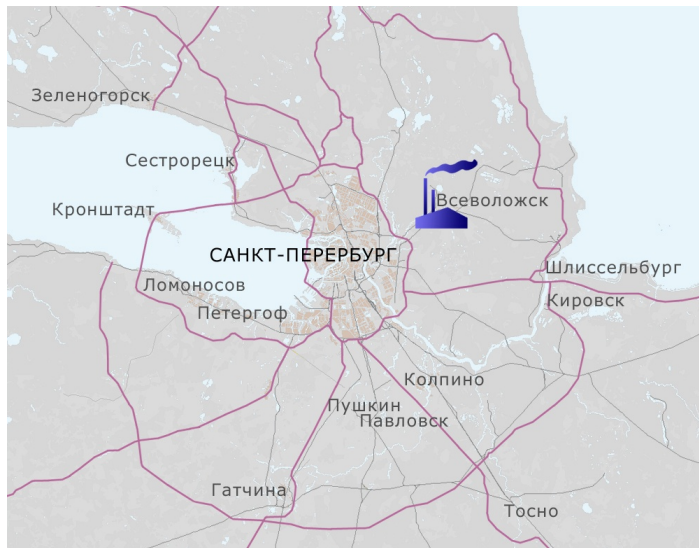 Зеленогорск
Сестрорецк
Всеволожск
Кронштадт
САНКТ-ПЕРЕРБУРГ
Шлиссельбург
Ломоносов
Кировск
Петергоф
Колпино
Пушкин
Павловск
Гатчина
Тосно